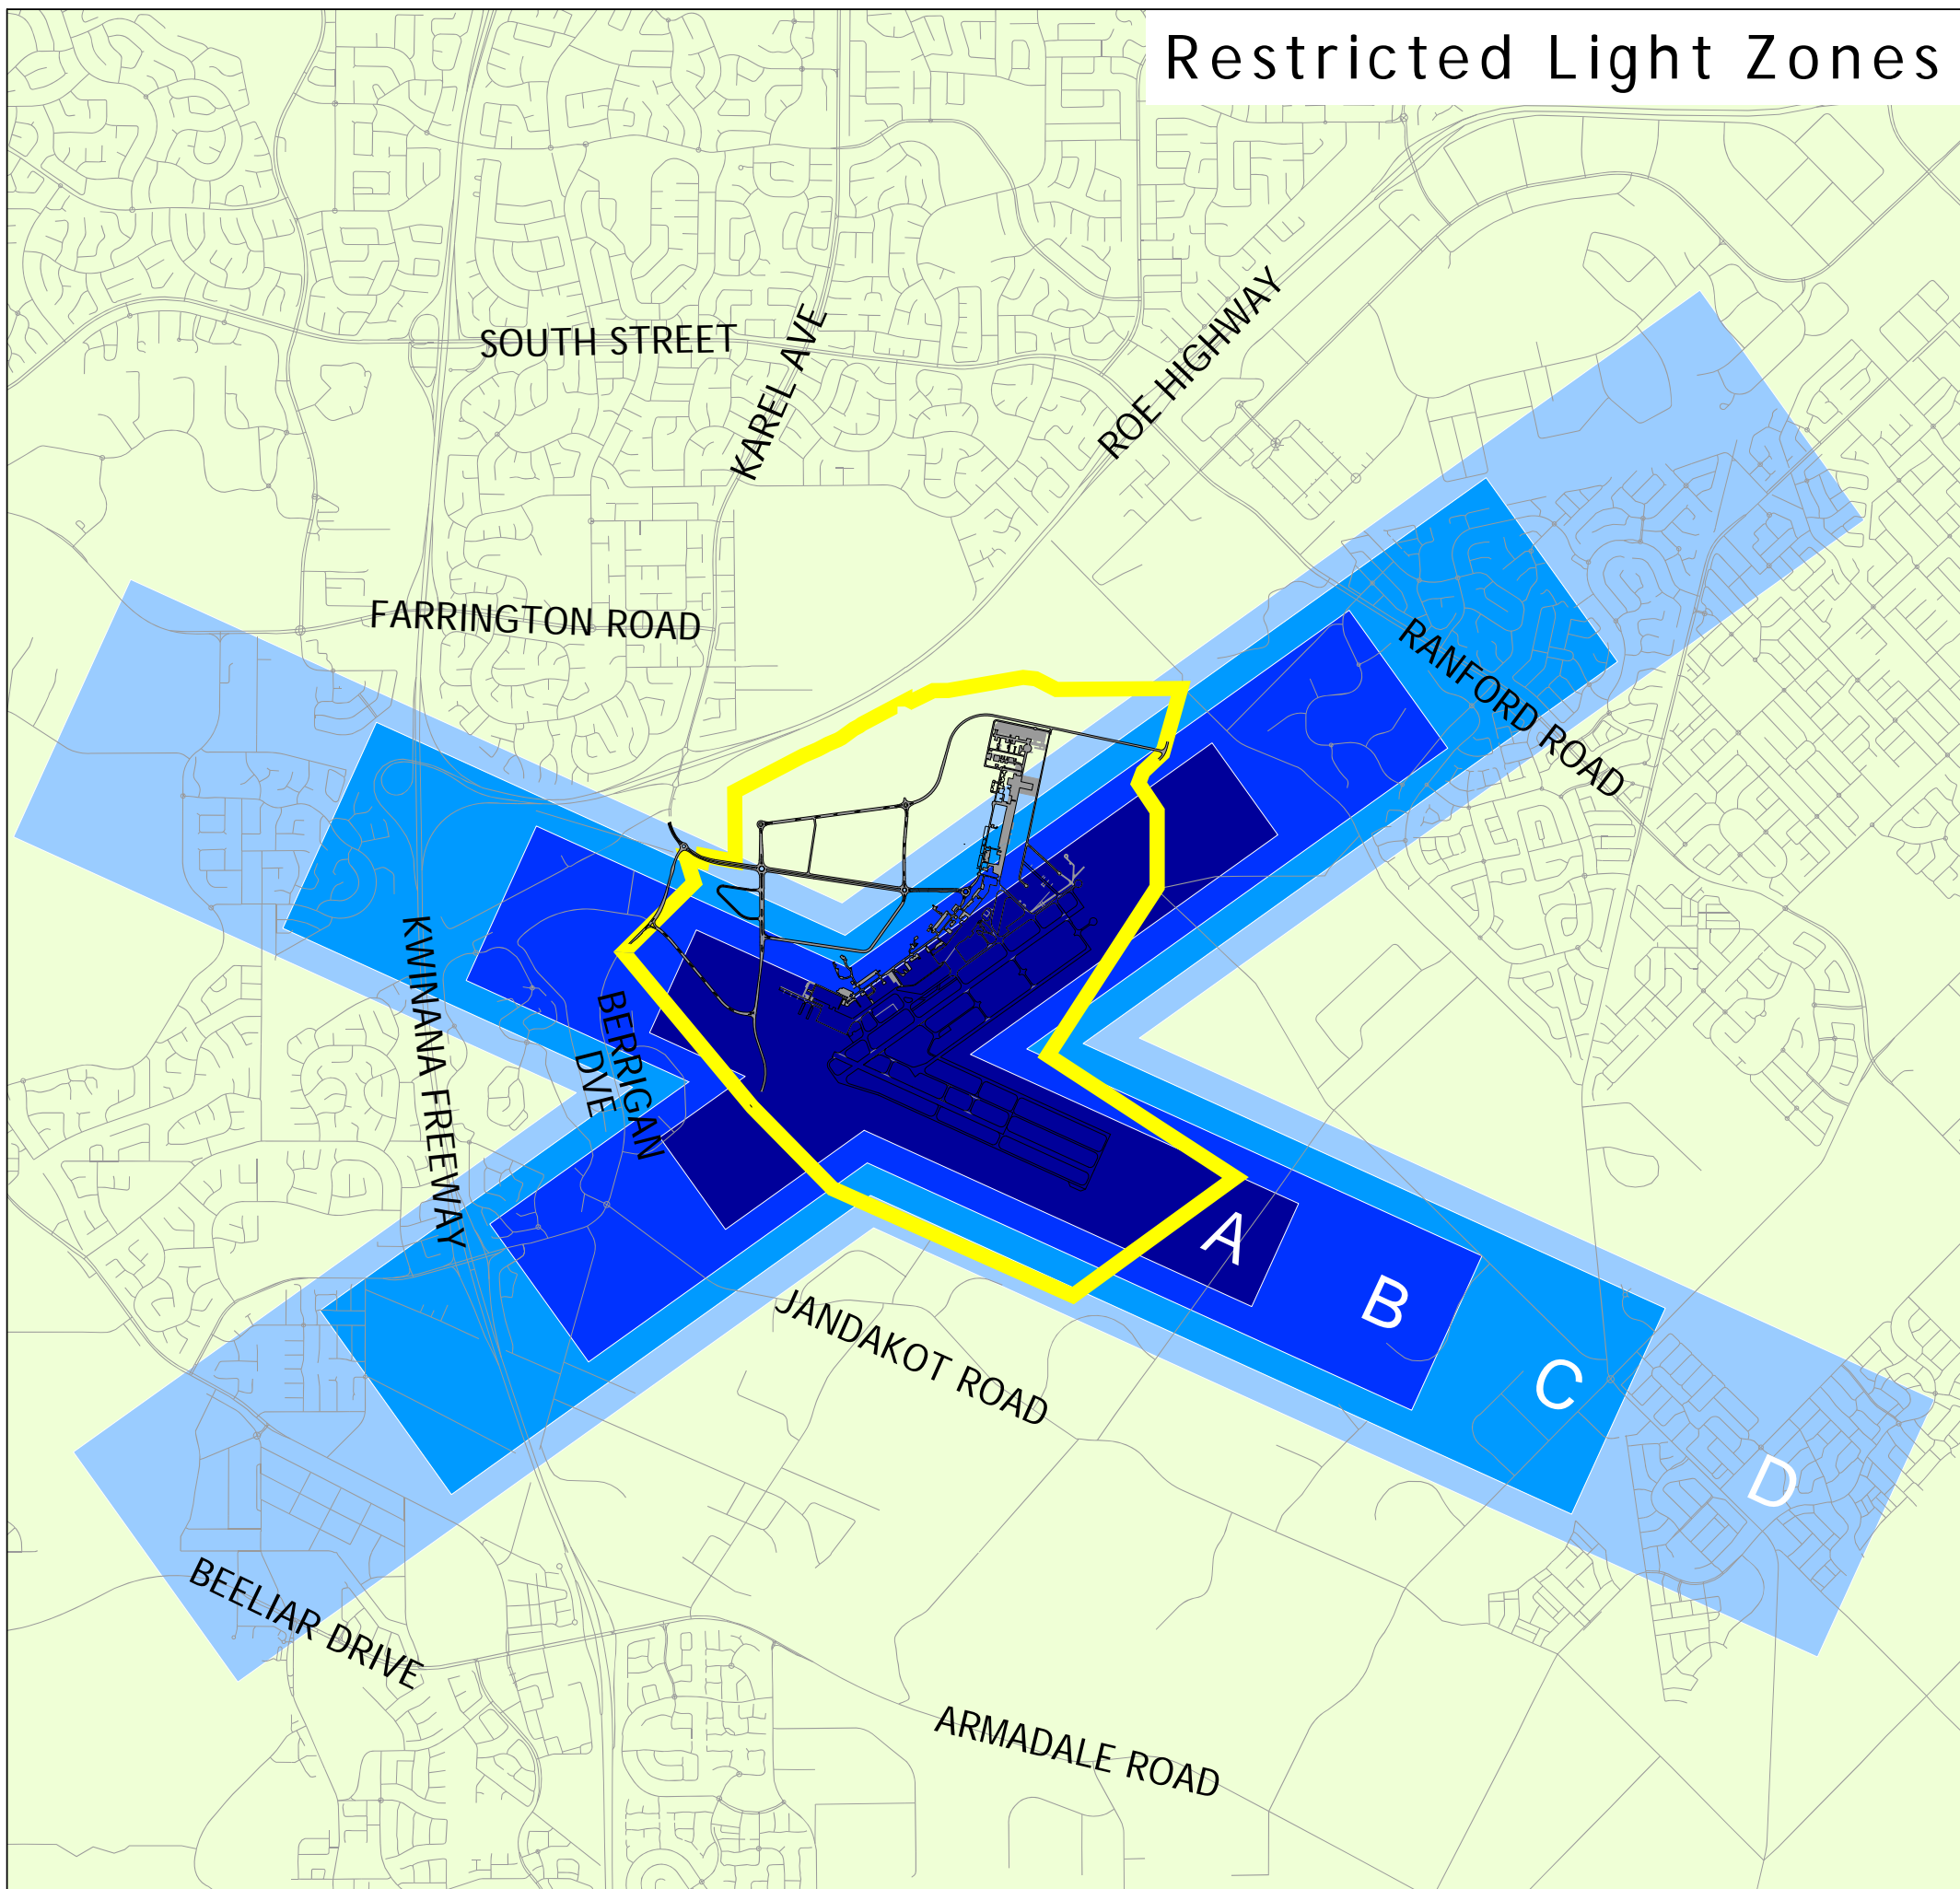 Restricted Light Zones
SOUTH STREET
KAREL AVE
ROE HIGHWAY
FARRINGTON ROAD
RANFORD ROAD
KWINANA FREEWAY
BERRIGAN
DVE
A
B
JANDAKOT ROAD
C
D
BEELIAR DRIVE
ARMADALE ROAD